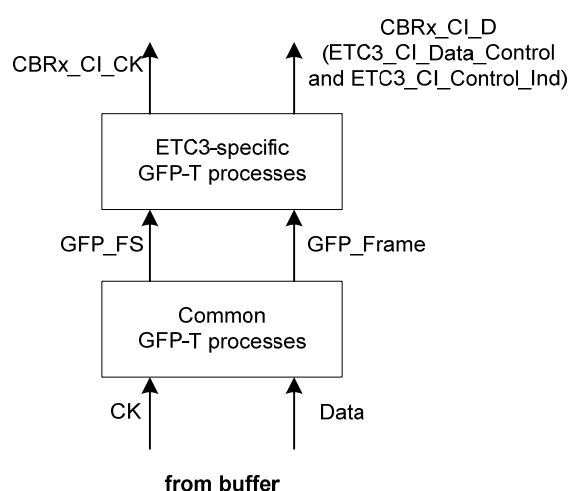 CBRx_CI_D
(ETC3_CI_Data_Control
and ETC3_CI_Control_Ind)
CBRx_CI_CK
ETC3-specific
GFP-T processes
GFP_FS
GFP_Frame
Common
GFP-T processes
CK
Data
from buffer